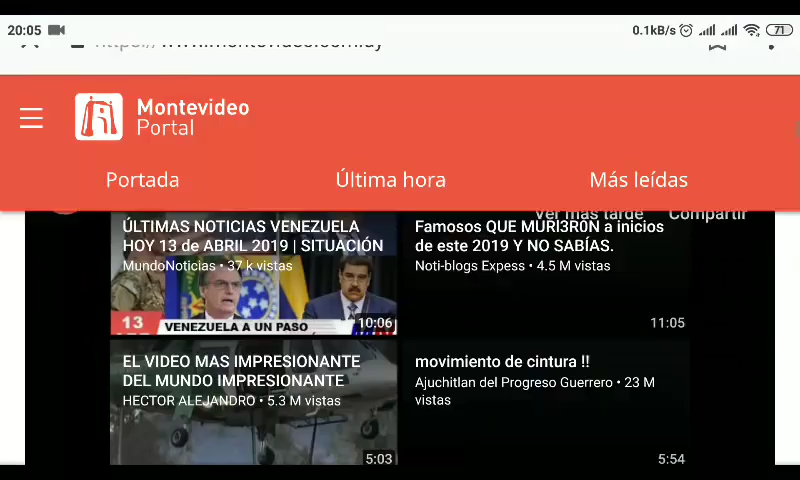 20:05
0.1kB/s
71
Montevideo
Portal
Portada
Última hora
Más leídas
Ver más tarde
Compartir
ÚLTIMAS NOTICIAS VENEZUELA
HOY 13 de ABRIL 2019 | SITUACIÓN
MundoNoticias • 37 k vistas
Famosos QUE MURI3R0N a inicios
de este 2019 Y NO SABÍAS.
Noti-blogs Expess • 4.5 M vistas
13
VENEZUELA A UN PASO
10:06
11:05
EL VIDEO MAS IMPRESIONANTE
DEL MUNDO IMPRESIONANTE
HECTOR ALEJANDRO • 5.3 M vistas
movimiento de cintura !!
Ajuchitlan del Progreso Guerrero • 23 M
vistas
5:03
5:54